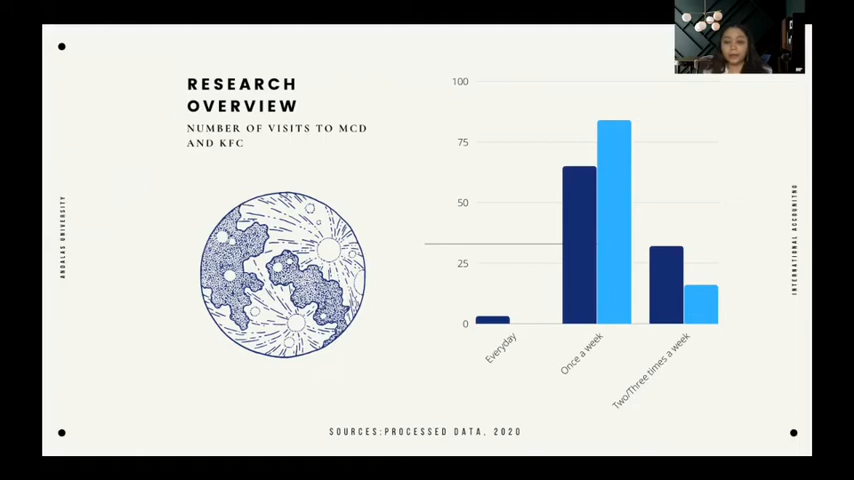 RESEARCH
OVERVIEW
NUMBER OF VISITS TO MCD
AND KFC
100
75
50
25
0
Everyday
Once a week
Two/Three times a week
ANDALAS UNIVERSITY
INTERNATIONAL ACCOUNITNG
SOURCES:PROCESSED DATA, 2020